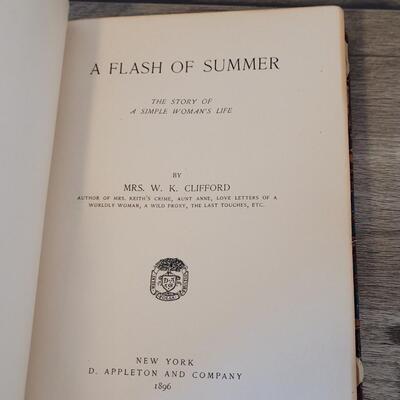 A FLASH OF SUMMER
THE STORY OF
A SIMPLE WOMAN'S LIFE
BY
MRS. W. K. CLIFFORD
AUTHOR OF MRS. KEITH'S CRIME, AUNT ANNE, LOVE LETTERS OF A
WORLDLY WOMAN, A WILD PROXY, THE LAST TOUCHES, ETC.
NEW YORK
D. APPLETON AND COMPANY
1896